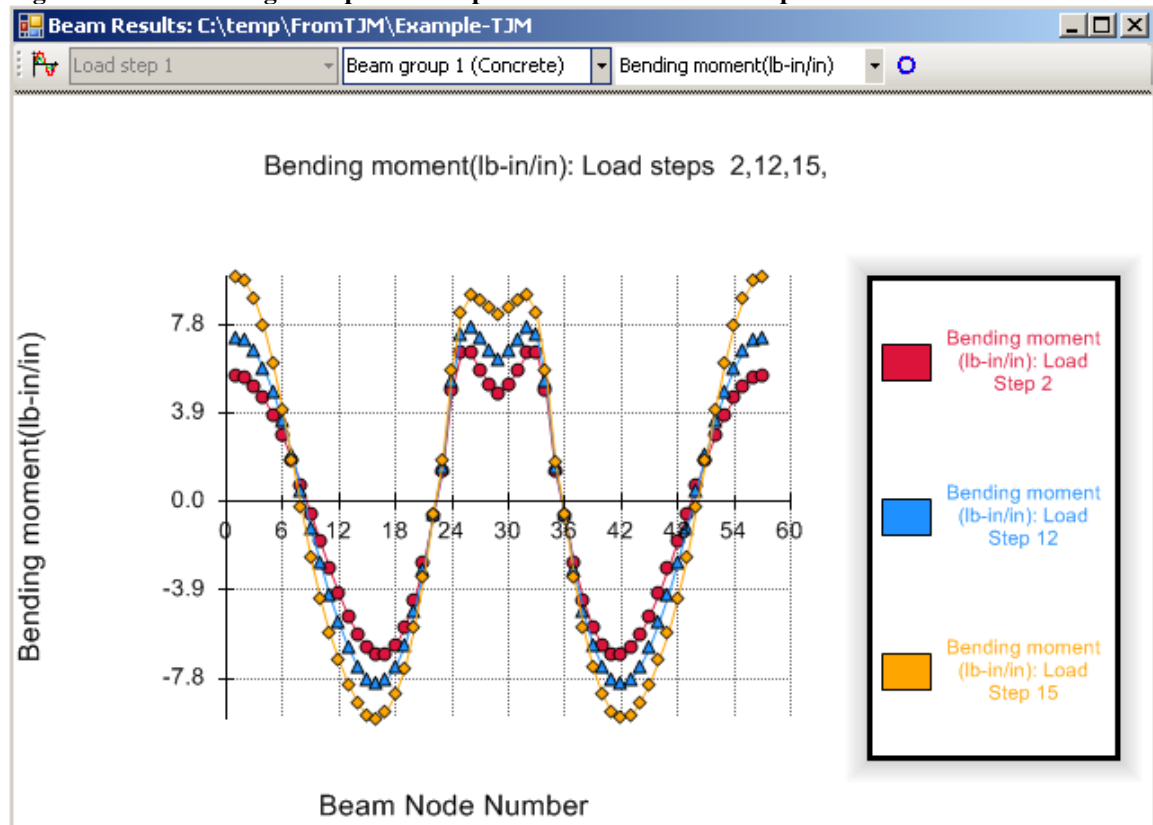 Beam Results: C:\temp\FromTJM\Example-TJM
Load step 1
Beam group 1 (Concrete)
Bending moment(lb-in/in)
Bending moment(lb-in/in): Load steps  2,12,15,
Bending moment(lb-in/in)
7.8
3.9
0.0
-3.9
-7.8
0
6
12
18
24
30
36
42
48
54
60
Beam Node Number
Bending moment
(lb-in/in): Load
Step 2
Bending moment
(lb-in/in): Load
Step 12
Bending moment
(lb-in/in): Load
Step 15